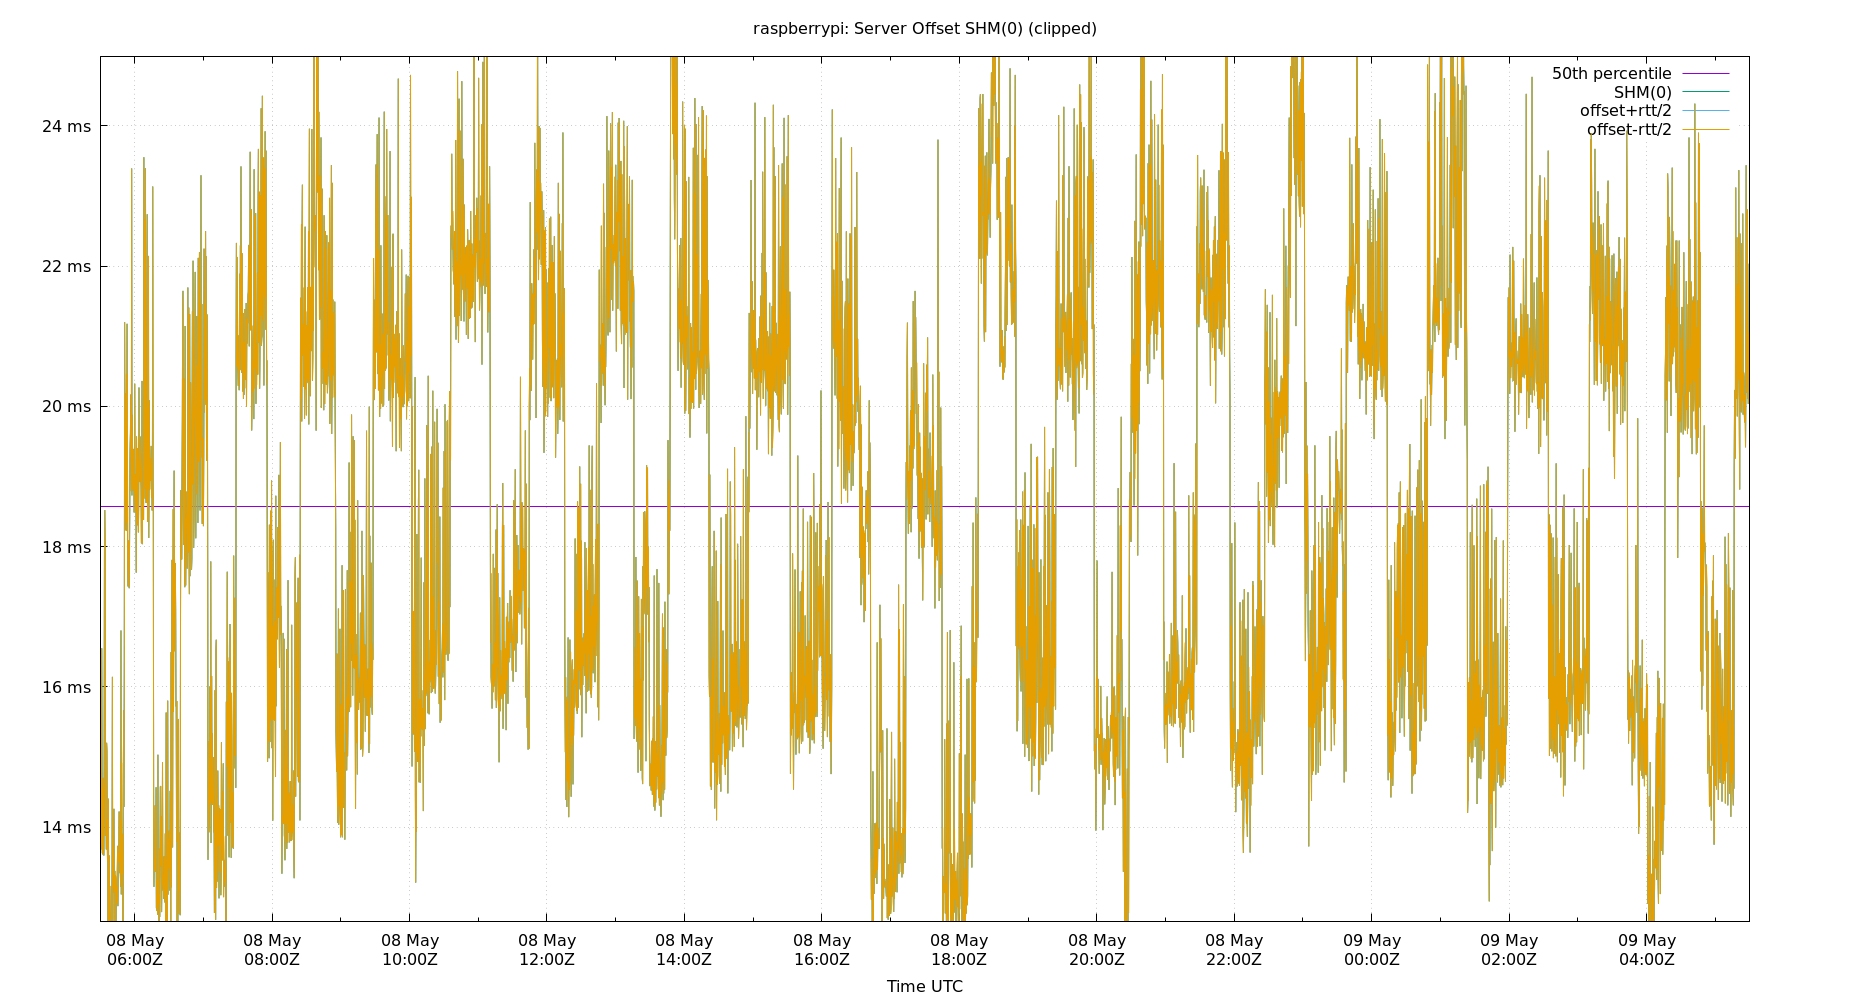 raspberrypi: Server Offset SHM(0) (clipped)
50th percentile
SHM(0)
offset+rtt/2
offset-rtt/2
24 ms
22 ms
20 ms
18 ms
16 ms
14 ms
08 May 08 May 08 May 08 May 08 May 08 May 08 May 08 May 08 May 09 May 09 May 09 May
06:00Z 08:00Z 10:00Z 12:00Z 14:00Z 16:00Z 18:00Z 20:00Z 22:00Z 00:00Z 02:00Z 04:00Z
Time UTC